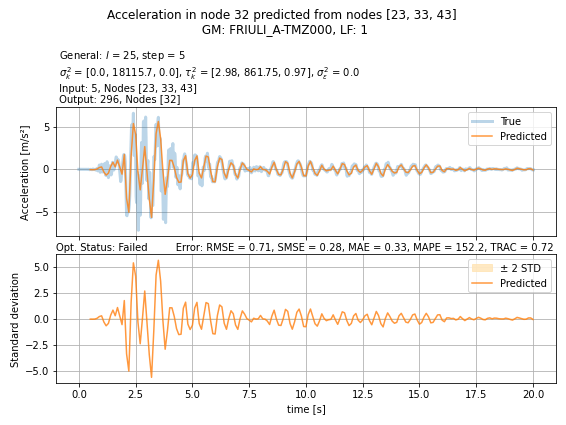 Acceleration in node 32 predicted from nodes [23, 33, 43]
GM: FRIULI_A-TMZ000, LF: 1
General: l = 25, step = 5
σ²ₖ = [0.0, 18115.7, 0.0], τ²ₖ = [2.98, 861.75, 0.97], σ²ε = 0.0
Input: 5, Nodes [23, 33, 43]
Output: 296, Nodes [32]
Acceleration [m/s²]
5
0
−5
True
Predicted
Opt. Status: Failed
Error: RMSE = 0.71, SMSE = 0.28, MAE = 0.33, MAPE = 152.2, TRAC = 0.72
Standard deviation
5.0
2.5
0.0
−2.5
−5.0
± 2 STD
Predicted
0.0 2.5 5.0 7.5 10.0 12.5 15.0 17.5 20.0
time [s]